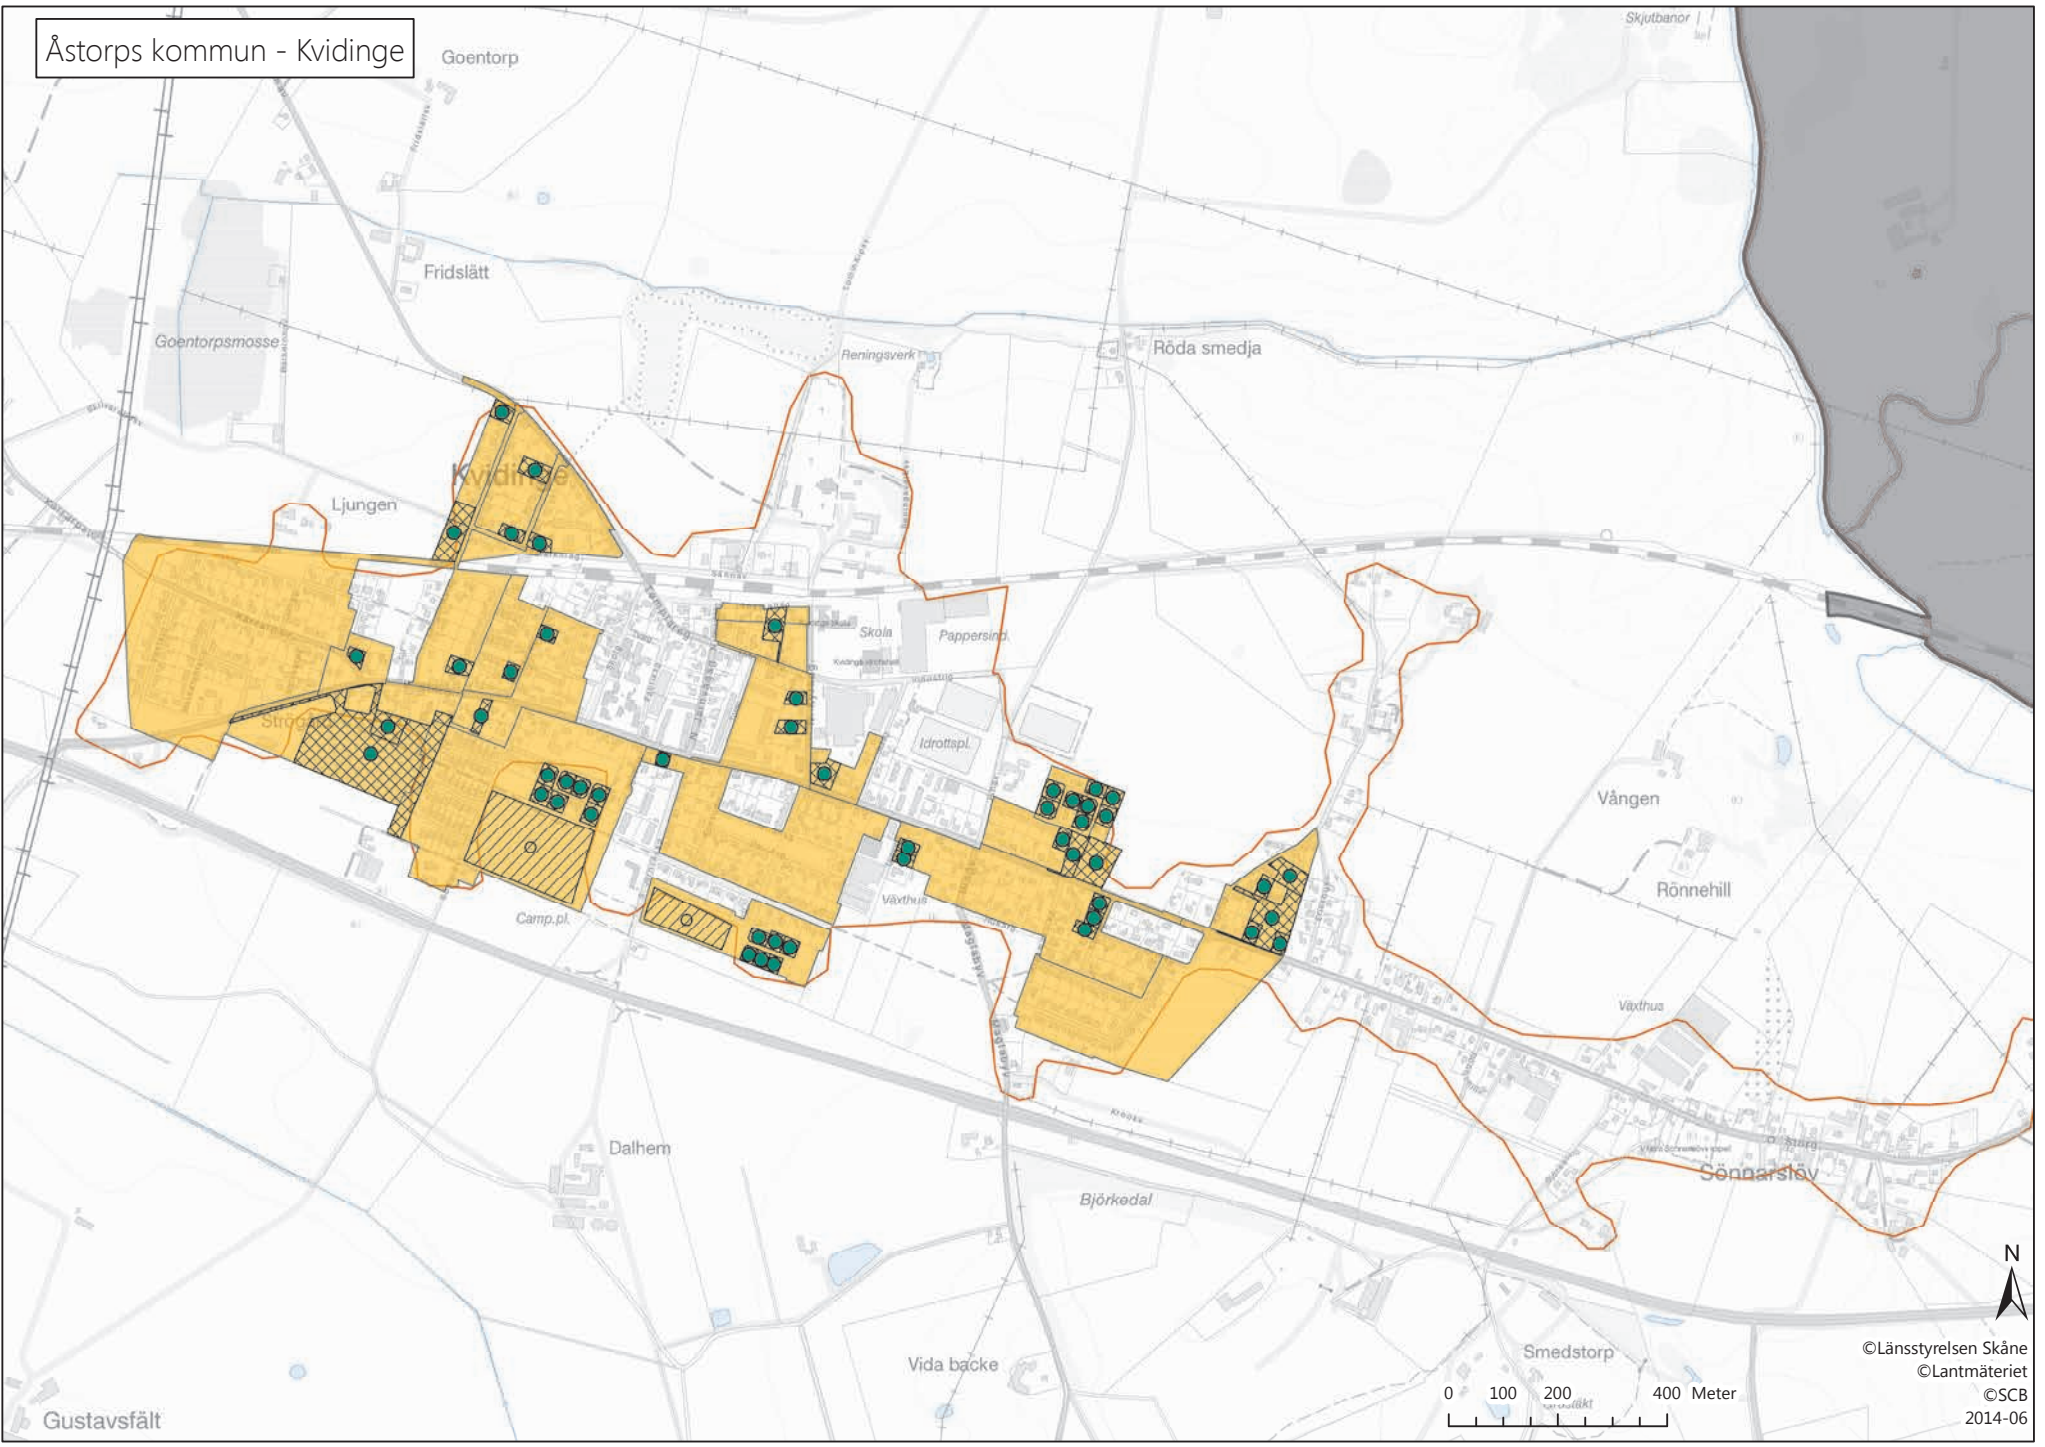 Åstorps kommun - Kvidinge
Goentorp
Skjutbanor
Fridslätt
Goentorpsmosse
Reningsverk
Röda smedja
Kvidinge
Ljungen
Skola
Pappersind.
Idrottspl.
Vången
Rönnehill
Växthus
Camp.pl.
Växthus
Krooks
Dalhem
Björkedal
Ö. Storg.
Sönnarslöv
N
Vida backe
Smedstorp
Gustavsfält
0 100 200 400 Meter
©Länsstyrelsen Skåne
©Lantmäteriet
©SCB
2014-06